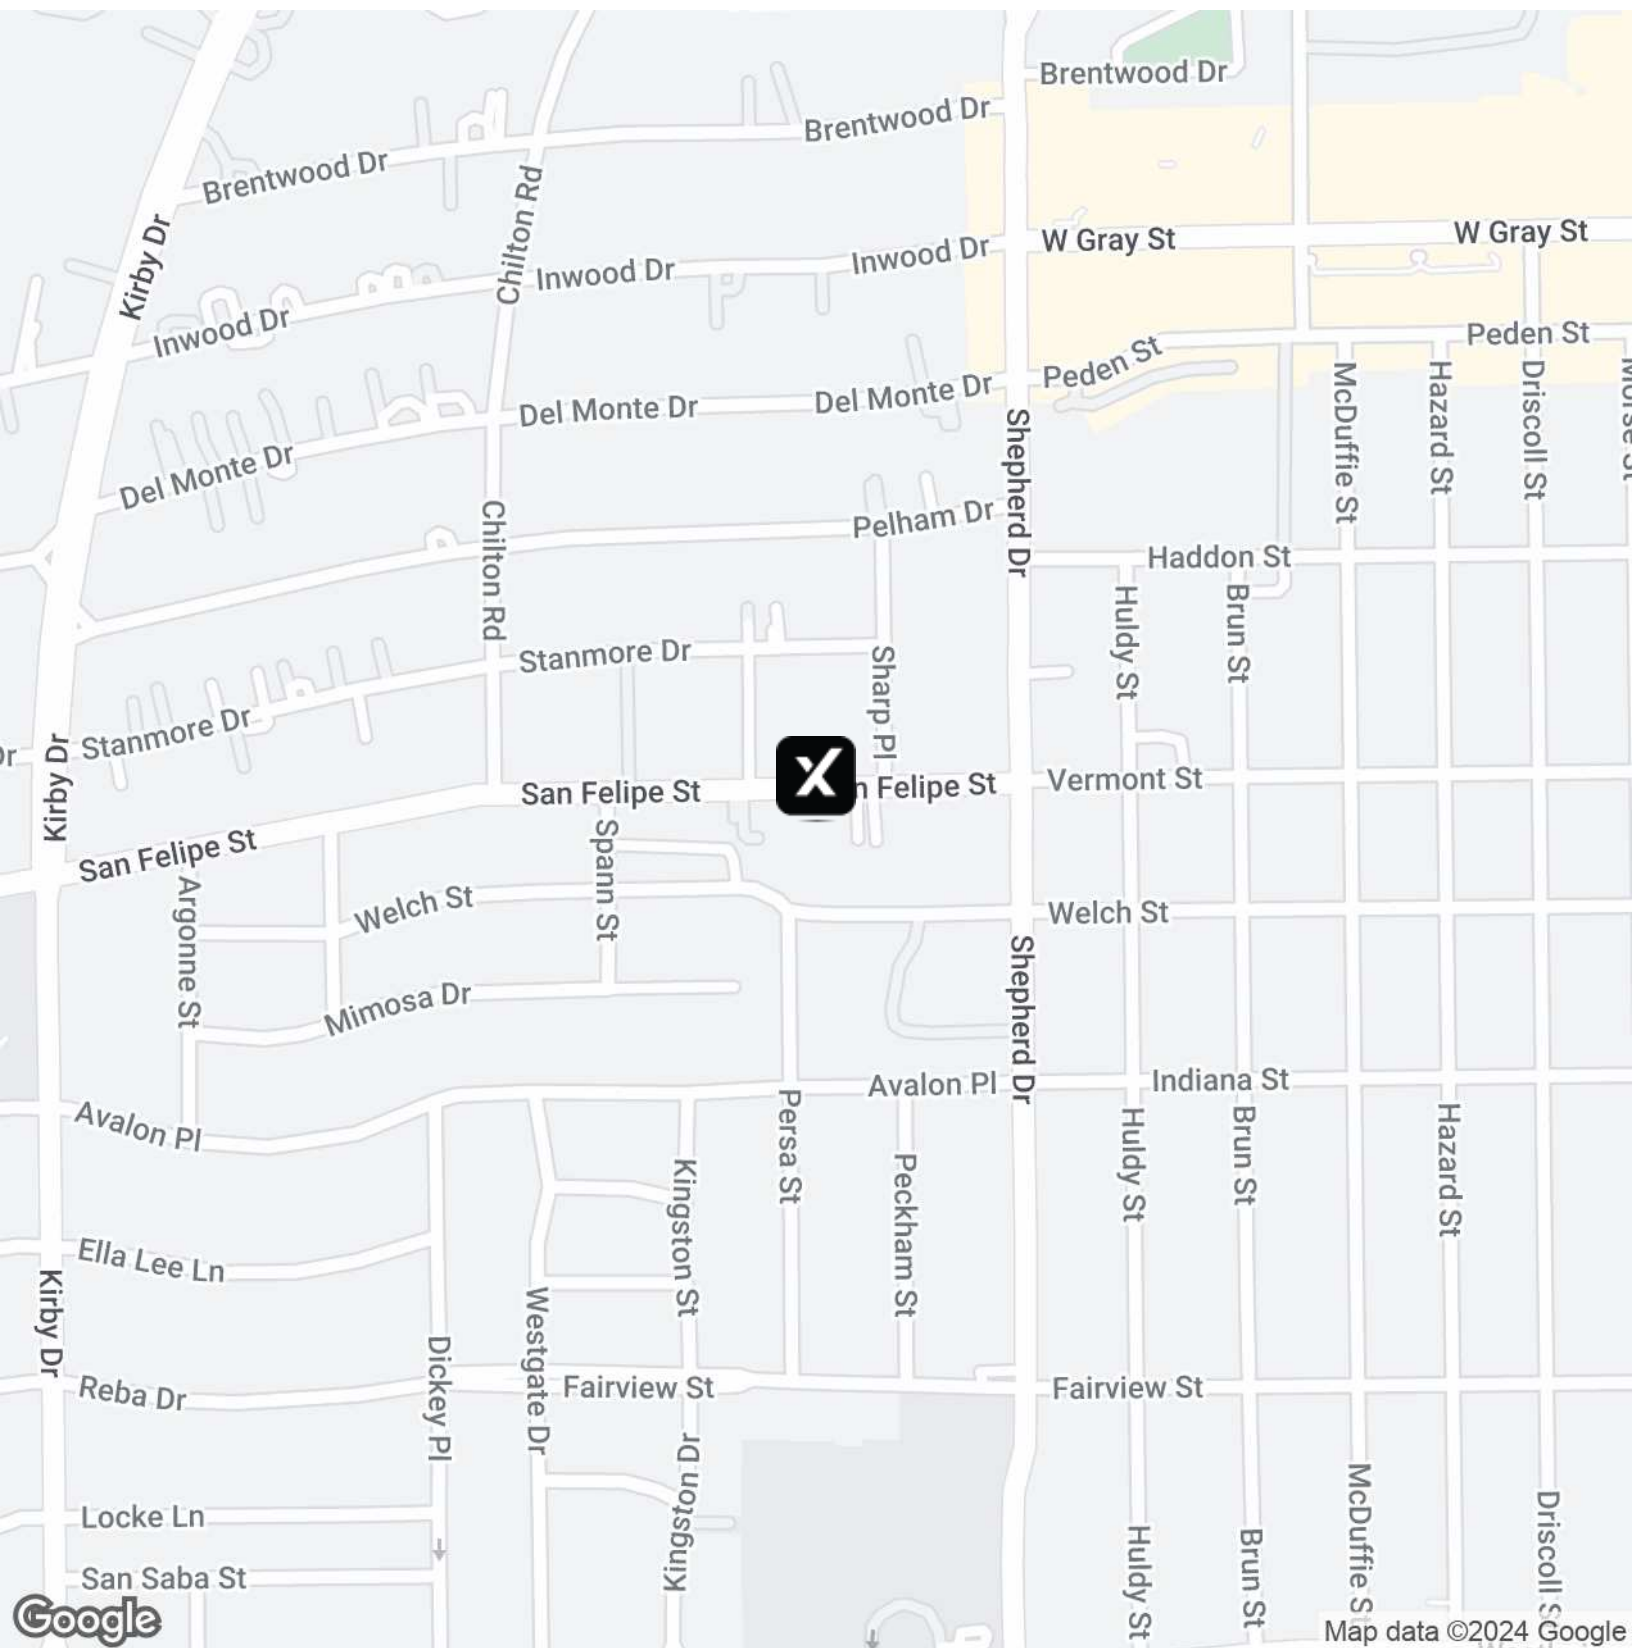 Brentwood Dr
Brentwood Dr
Brentwood Dr
Chilton Rd
Kirby Dr
W Gray St
W Gray St
Inwood Dr
Inwood Dr
Inwood Dr
Peden St
Peden St
Del Monte Dr
Del Monte Dr
Del Monte Dr
Shepherd Dr
McDuffie St
Hazard St
Driscoll St
Pelham Dr
Chilton Rd
Haddon St
Huldy St
Brun St
Stanmore Dr
Sharp Pl
Stanmore Dr
Dr
Kirby Dr
San Felipe St
X
n Felipe St
Vermont St
San Felipe St
Spann St
Argonne St
Welch St
Welch St
Mimosa Dr
Shepherd Dr
Avalon Pl
Indiana St
Avalon Pl
Persa St
Huldy St
Brun St
Hazard St
Kingston St
Peckham St
Ella Lee Ln
Kirby Dr
Westgate Dr
Dickey Pl
Reba Dr
Fairview St
Fairview St
Kingston Dr
McDuffie St
Driscoll S
Locke Ln
Huldy St
Brun St
San Saba St
Google
Map data ©2024 Google